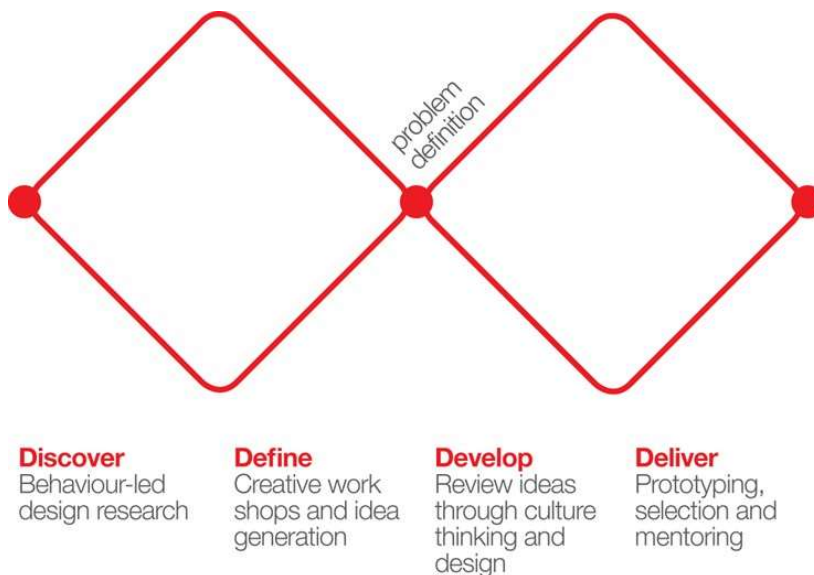 problem
definition
Discover
Behaviour-led
design research
Define
Creative work
shops and idea
generation
Develop
Review ideas
through culture
thinking and
design
Deliver
Prototyping,
selection and
mentoring